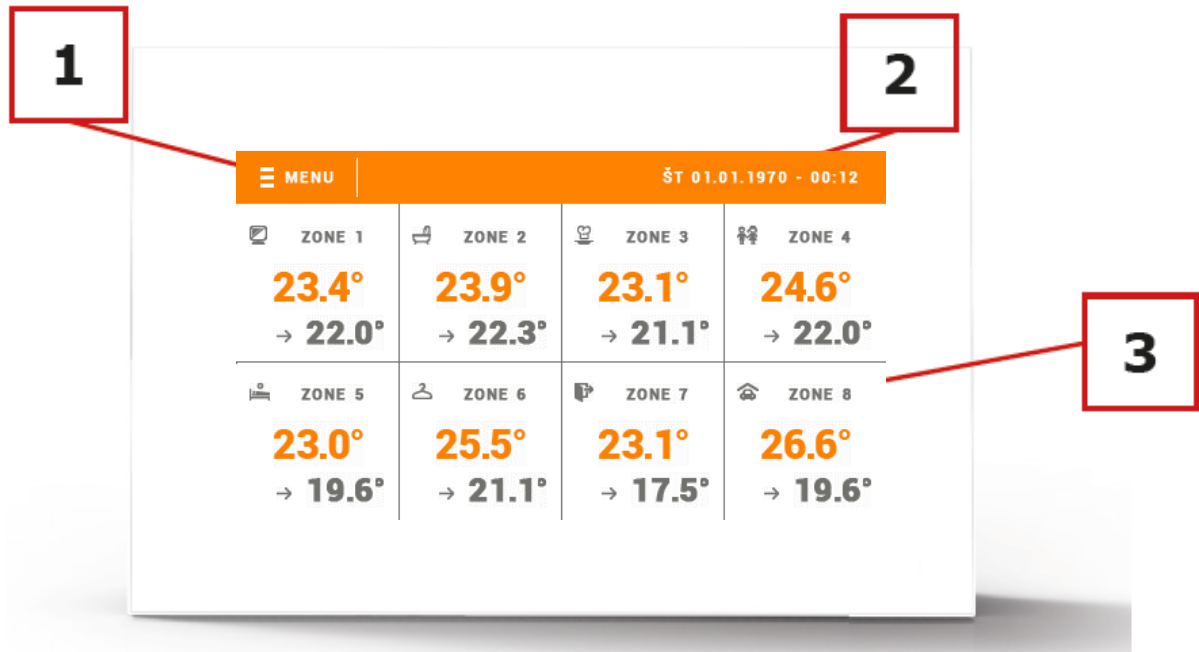 1
2
MENU
ŠT 01.01.1970 - 00:12
ZONE 1
23.4°
→ 22.0°
ZONE 2
23.9°
→ 22.3°
ZONE 3
23.1°
→ 21.1°
ZONE 4
24.6°
→ 22.0°
3
ZONE 5
23.0°
→ 19.6°
ZONE 6
25.5°
→ 21.1°
ZONE 7
23.1°
→ 17.5°
ZONE 8
26.6°
→ 19.6°